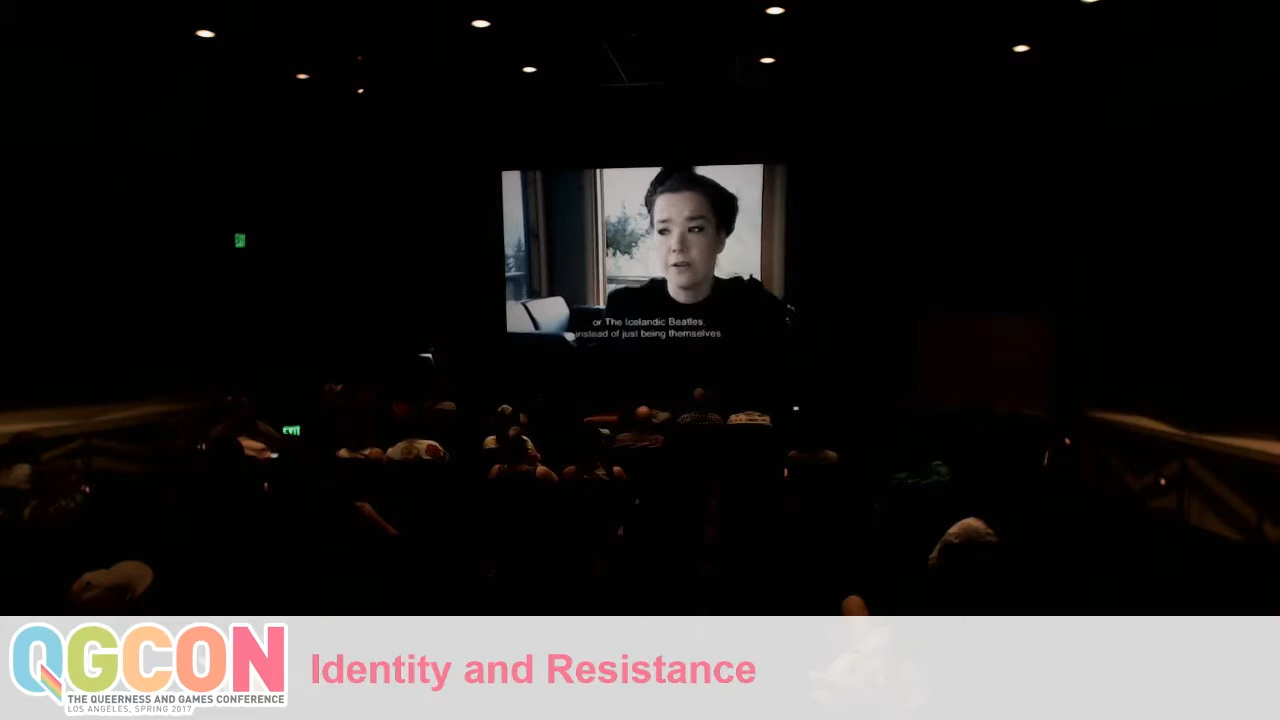 or The Icelandic Beatles,
instead of just being themselves
EXIT
QGCON
THE QUEERNESS AND GAMES CONFERENCE
LOS ANGELES, SPRING 2017
Identity and Resistance